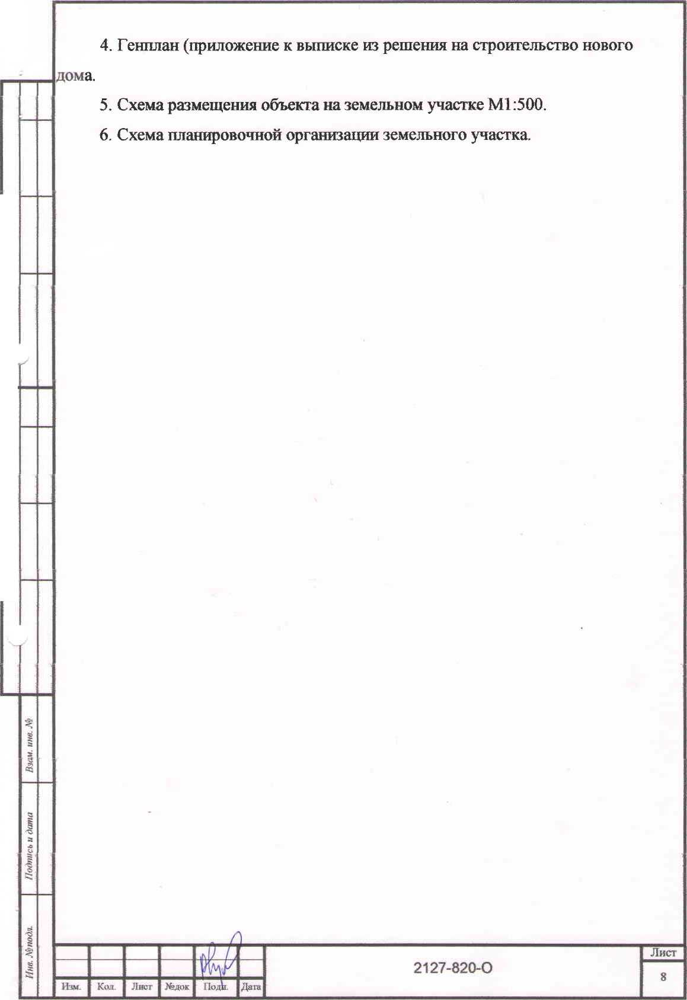 4. Генплан (приложение к выписке из решения на строительство нового
дома.
5. Схема размещения объекта на земельном участке М1:500.
6. Схема планировочной организации земельного участка.
Взам. инв. №
Подпись и дата
Инв. № подл.
Изм. Кол. Лист №док Подп. Дата
2127-820-О
Лист
8